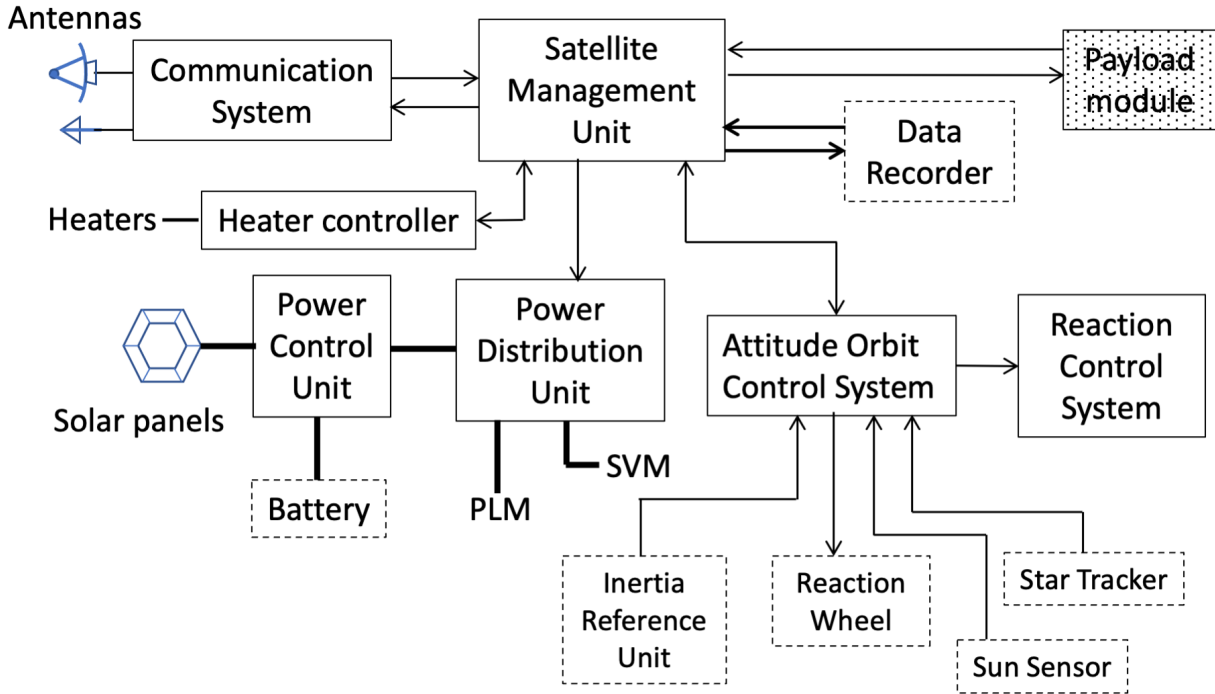 Antennas
Communication
System
Satellite
Management
Unit
Payload
module
Data
Recorder
Heaters
Heater controller
Solar panels
Power
Control
Unit
Battery
Power
Distribution
Unit
PLM
SVM
Attitude Orbit
Control System
Reaction
Control
System
Inertia
Reference
Unit
Reaction
Wheel
Star Tracker
Sun Sensor